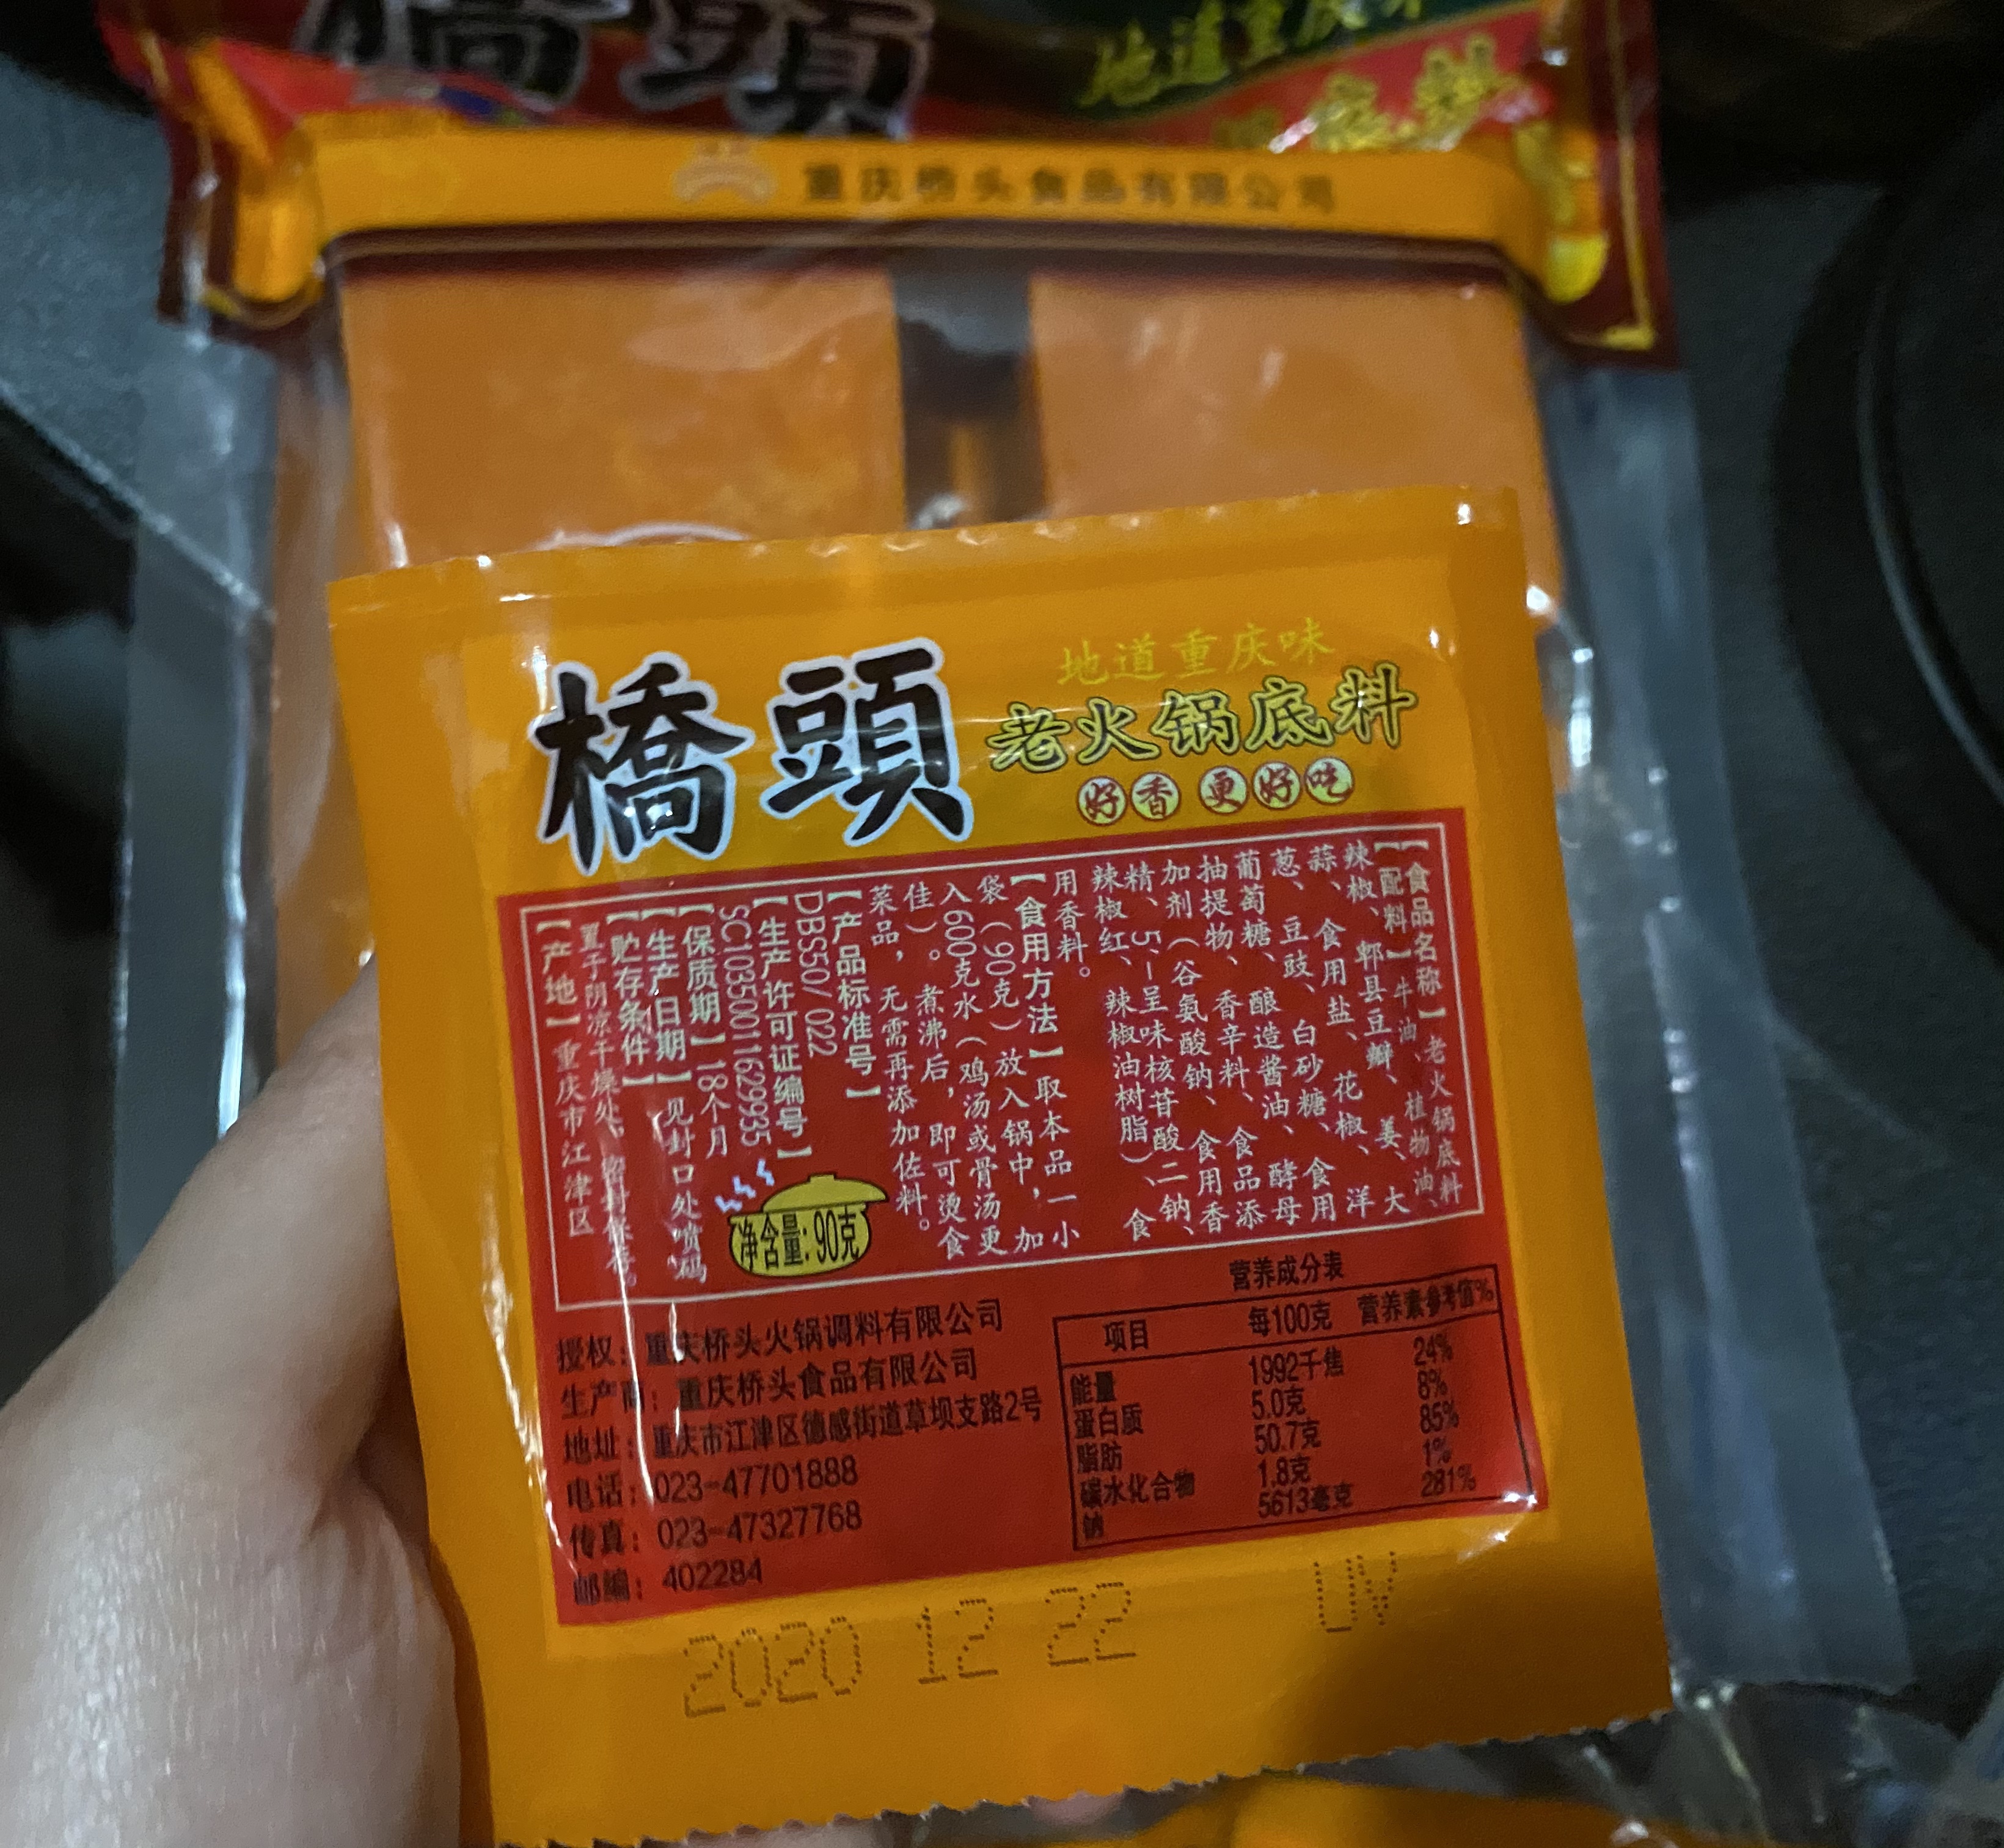 橋頭
地道重庆味
底料
重庆桥头食品有限公司
橋頭
地道重庆味
老火锅底料
好香 更好吃
【食品名称】老火锅底料
【配料】牛油、植物油、
辣椒、郫县豆瓣、姜、大
蒜、食用盐、花椒、洋
葱、豆豉、白砂糖、食用
葡萄糖、酿造酱油、酵母
抽提物、香辛料、食品添
加剂（谷氨酸钠、食用香
精、5'-呈味核苷酸二钠、
辣椒红、辣椒油树脂）、食
用香料。
【食用方法】取本品一小
袋（90克）放入锅中，加
入600克水（鸡汤或骨汤更
佳）。煮沸后，即可烫食
菜品，无需再添加佐料。
【产品标准号】
DBS50/ 022
【生产许可证编号】
SC10350011629935
【保质期】18个月
【生产日期】见封口处喷码
【贮存条件】
置于阴凉干燥处，密封保存。
【产地】重庆市江津区
净含量:90克
授权：重庆桥头火锅调料有限公司
生产商：重庆桥头食品有限公司
地址：重庆市江津区德感街道草坝支路2号
电话：023-47701888
传真：023-47327768
邮编：402284
营养成分表
项目 每100克 营养素参考值%
能量 1992千焦 24%
蛋白质 5.0克 8%
脂肪 50.7克 85%
碳水化合物 1.8克 1%
钠 5613毫克 281%
2020 12 22 UV